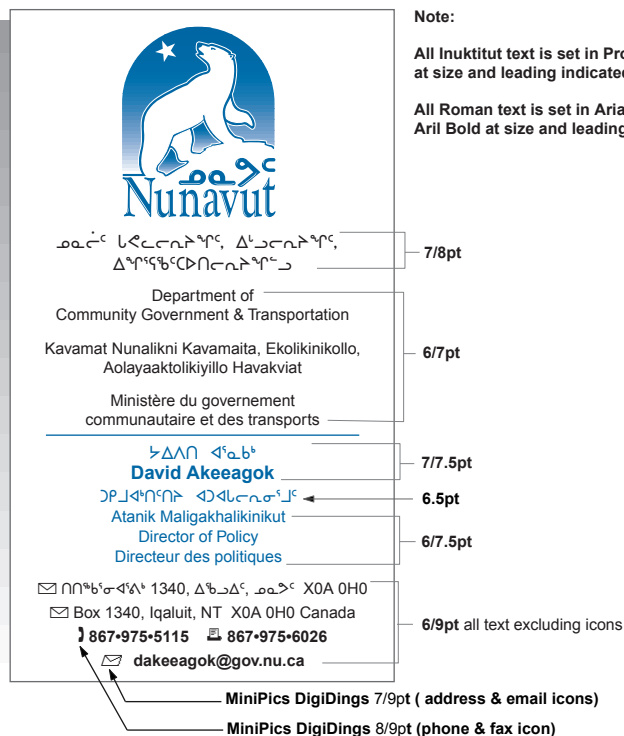 Note:
All Inuktitut text is set in Pro
at size and leading indicated
All Roman text is set in Aria
Aril Bold at size and leading
ᓄᓇᕗᑦ
Nunavut
7/8pt
Department of
Community Government & Transportation
Kavamat Nunalikni Kavamaita, Ekolikinikollo,
Aolayaaktolikiyillo Havakviat
6/7pt
Ministère du governement
communautaire et des transports
ᔭᐃᐱᑎ ᐊᕐᓇᒃᑲ
David Akeeagok
7/7.5pt
6.5pt
Atanik Maligakhalikinikut
Director of Policy
Directeur des politiques
6/7.5pt
1340, ᐃᖃᓗᐃᑦ, ᓄᓇᕗᑦ X0A 0H0
Box 1340, Iqaluit, NT X0A 0H0 Canada
867•975•5115 867•975•6026
dakeeagok@gov.nu.ca
6/9pt all text excluding icons
MiniPics DigiDings 7/9pt ( address & email icons)
MiniPics DigiDings 8/9pt (phone & fax icon)